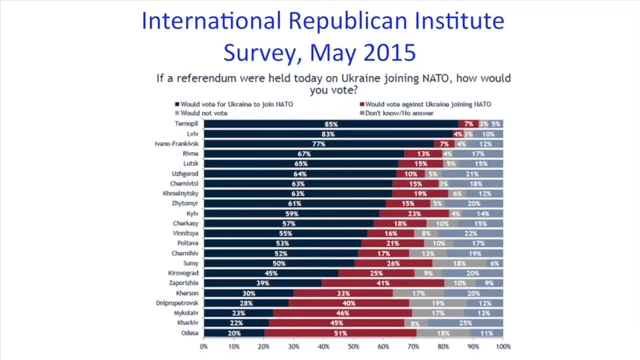 International Republican Institute
Survey, May 2015
If a referendum were held today on Ukraine joining NATO, how would
you vote?
Would vote for Ukraine to join NATO
Would vote against Ukraine joining NATO
Would not vote
Don't know/No answer
Ternopil 85% 7% 3% 5%
Lviv 83% 4% 3% 10%
Ivano-Frankivsk 77% 7% 4% 12%
Rivne 67% 13% 4% 17%
Lutsk 65% 15% 5% 15%
Uzhgorod 64% 10% 5% 21%
Chernivtsi 63% 15% 3% 18%
Khmelnytsky 63% 19% 6% 12%
Zhytomyr 61% 15% 5% 20%
Kyiv 59% 23% 4% 14%
Cherkasy 57% 18% 10% 15%
Vinnytsa 55% 16% 8% 22%
Poltava 53% 21% 10% 17%
Chernihiv 52% 17% 13% 19%
Sumy 50% 26% 18% 6%
Kirovograd 45% 25% 9% 20%
Zaporizhia 39% 41% 10% 9%
Kherson 30% 33% 17% 20%
Dnipropetrovsk 28% 40% 19% 12%
Mykolaiv 23% 46% 17% 13%
Kharkiv 22% 45% 8% 25%
Odesa 20% 51% 18% 11%
0% 10% 20% 30% 40% 50% 60% 70% 80% 90% 100%